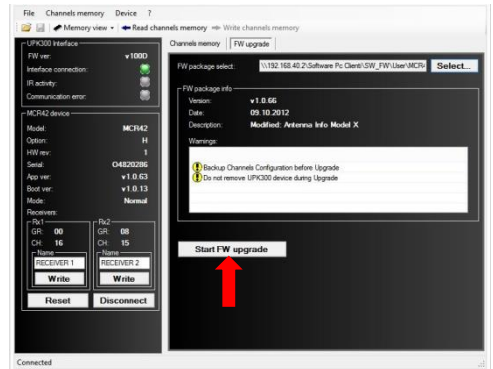 File Channels memory Device ?
Memory view Read channels memory Write channels memory
UPK300 Interface
FW ver: v100D
Interface connection:
IR activity:
Communication error:
MCR42 device
Model: MCR42
Option: H
HW rev: 1
Serial: O4820286
App ver: v1.0.63
Boot ver: v1.0.13
Mode: Normal
Receivers:
Rx1 Rx2
GR: 00 GR: 08
CH: 16 CH: 15
Name Name
RECEIVER 1 RECEIVER 2
Write Write
Reset Disconnect
Channels memory FW upgrade
FW package select: \\192.168.40.2\Software Pc Client\SW_FW\User\MCR4 Select...
FW package info
Version: v1.0.66
Date: 09.10.2012
Description: Modified: Antenna Info Model X
Warnings:
Backup Channels Configuration before Upgrade
Do not remove UPK300 device during Upgrade
Start FW upgrade
Connected